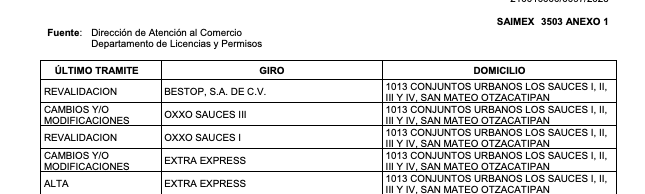 SAIMEX 3503 ANEXO 1
Fuente: Dirección de Atención al Comercio
Departamento de Licencias y Permisos
ÚLTIMO TRAMITE GIRO DOMICILIO
REVALIDACION BESTOP, S.A. DE C.V. 1013 CONJUNTOS URBANOS LOS SAUCES I, II,
III Y IV, SAN MATEO OTZACATIPAN
CAMBIOS Y/O
MODIFICACIONES OXXO SAUCES III 1013 CONJUNTOS URBANOS LOS SAUCES I, II,
III Y IV, SAN MATEO OTZACATIPAN
REVALIDACION OXXO SAUCES I 1013 CONJUNTOS URBANOS LOS SAUCES I, II,
III Y IV, SAN MATEO OTZACATIPAN
CAMBIOS Y/O
MODIFICACIONES EXTRA EXPRESS 1013 CONJUNTOS URBANOS LOS SAUCES I, II,
III Y IV, SAN MATEO OTZACATIPAN
ALTA EXTRA EXPRESS 1013 CONJUNTOS URBANOS LOS SAUCES I, II,
III Y IV, SAN MATEO OTZACATIPAN